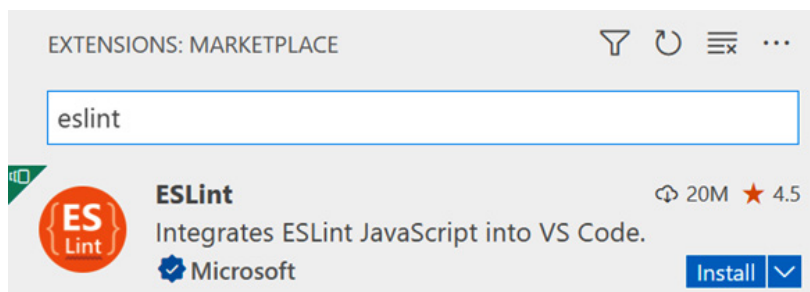 EXTENSIONS: MARKETPLACE
eslint
ESLint 20M 4.5
{ES
Lint}
Integrates ESLint JavaScript into VS Code.
Microsoft
Install